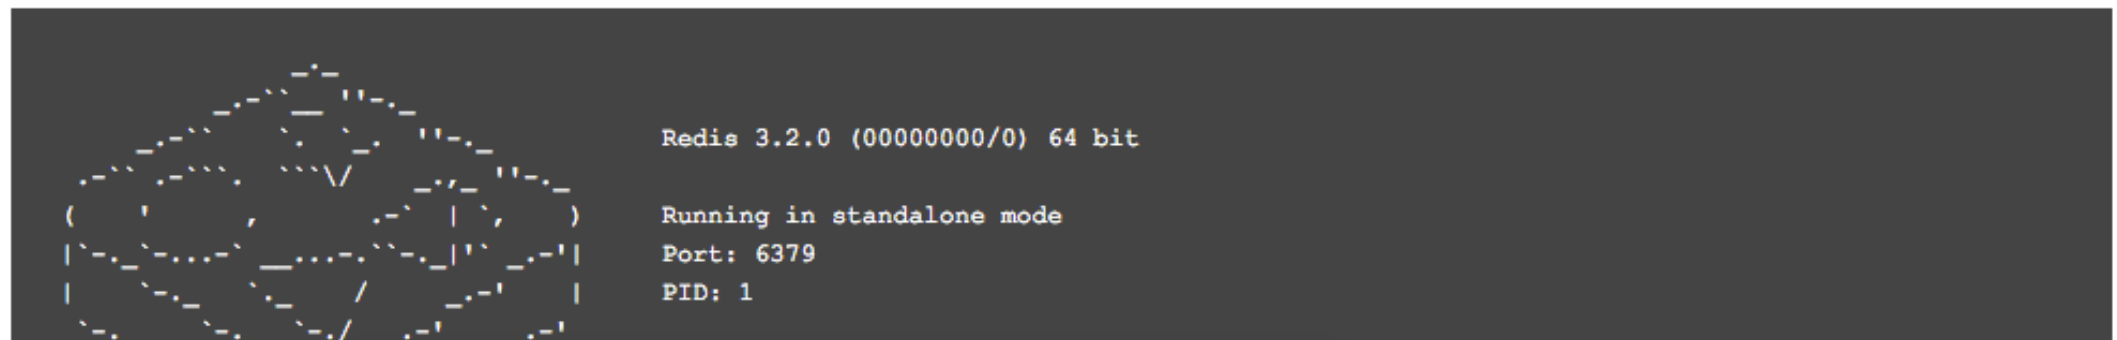 Redis 3.2.0 (00000000/0) 64 bit
Running in standalone mode
Port: 6379
PID: 1